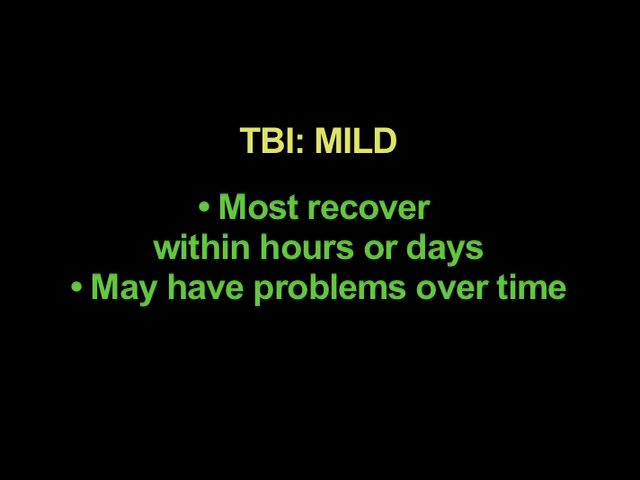 TBI: MILD
• Most recover
within hours or days
• May have problems over time